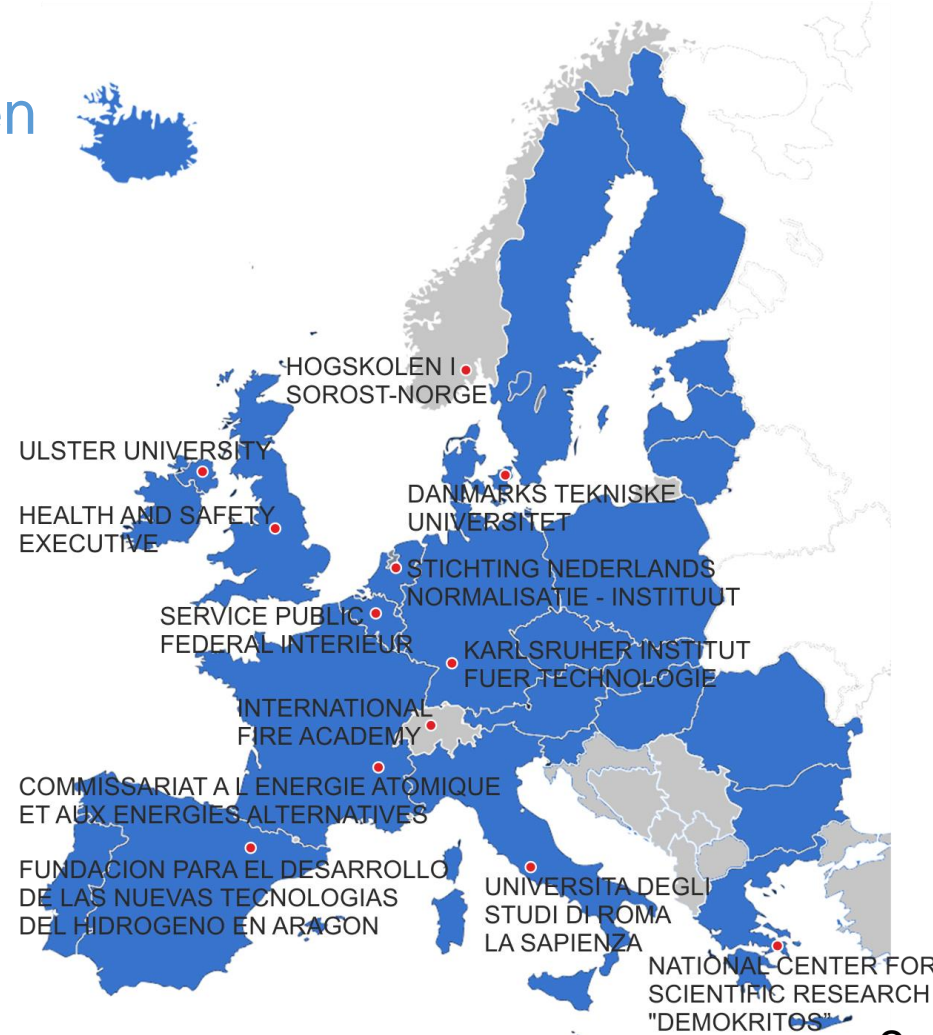 HOGSKOLEN I
SOROST-NORGE
ULSTER UNIVERSITY
HEALTH AND SAFETY
EXECUTIVE
DANMARKS TEKNISKE
UNIVERSITET
STICHTING NEDERLANDS
NORMALISATIE - INSTITUUT
SERVICE PUBLIC
FEDERAL INTERIEUR
KARLSRUHER INSTITUT
FUER TECHNOLOGIE
INTERNATIONAL
FIRE ACADEMY
COMMISSARIAT A L ENERGIE ATOMIQUE
ET AUX ENERGIES ALTERNATIVES
FUNDACION PARA EL DESARROLLO
DE LAS NUEVAS TECNOLOGIAS
DEL HIDROGENO EN ARAGON
UNIVERSITA DEGLI
STUDI DI ROMA
LA SAPIENZA
NATIONAL CENTER FOR
SCIENTIFIC RESEARCH
"DEMOKRITOS”